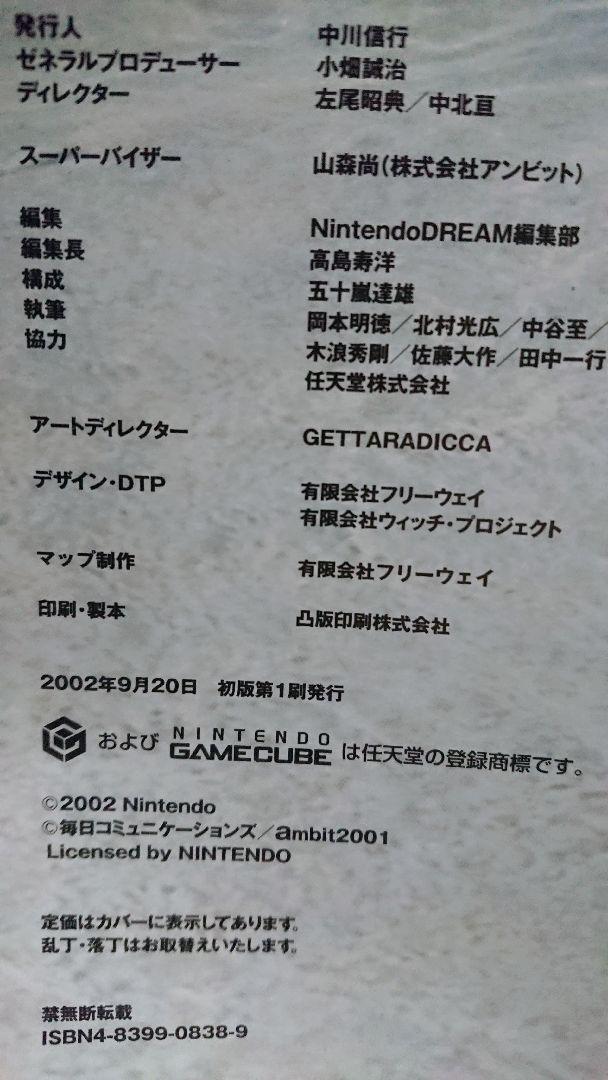 発行人 中川信行
ゼネラルプロデューサー 小畑誠治
ディレクター 左尾昭典／中北亘
スーパーバイザー 山森尚(株式会社アンビット)
編集 NintendoDREAM編集部
編集長 高島寿洋
構成 五十嵐達雄
執筆 岡本明徳／北村光広／中谷至／
木浪秀剛／佐藤大作／田中一行
協力 任天堂株式会社
アートディレクター GETTARADICCA
デザイン・DTP 有限会社フリーウェイ
有限会社ウィッチ・プロジェクト
マップ制作 有限会社フリーウェイ
印刷・製本 凸版印刷株式会社
2002年9月20日 初版第1刷発行
および NINTENDO GAMECUBE は任天堂の登録商標です。
©2002 Nintendo
©毎日コミュニケーションズ／ambit2001
Licensed by NINTENDO
定価はカバーに表示してあります。
乱丁・落丁はお取替えいたします。
禁無断転載
ISBN4-8399-0838-9